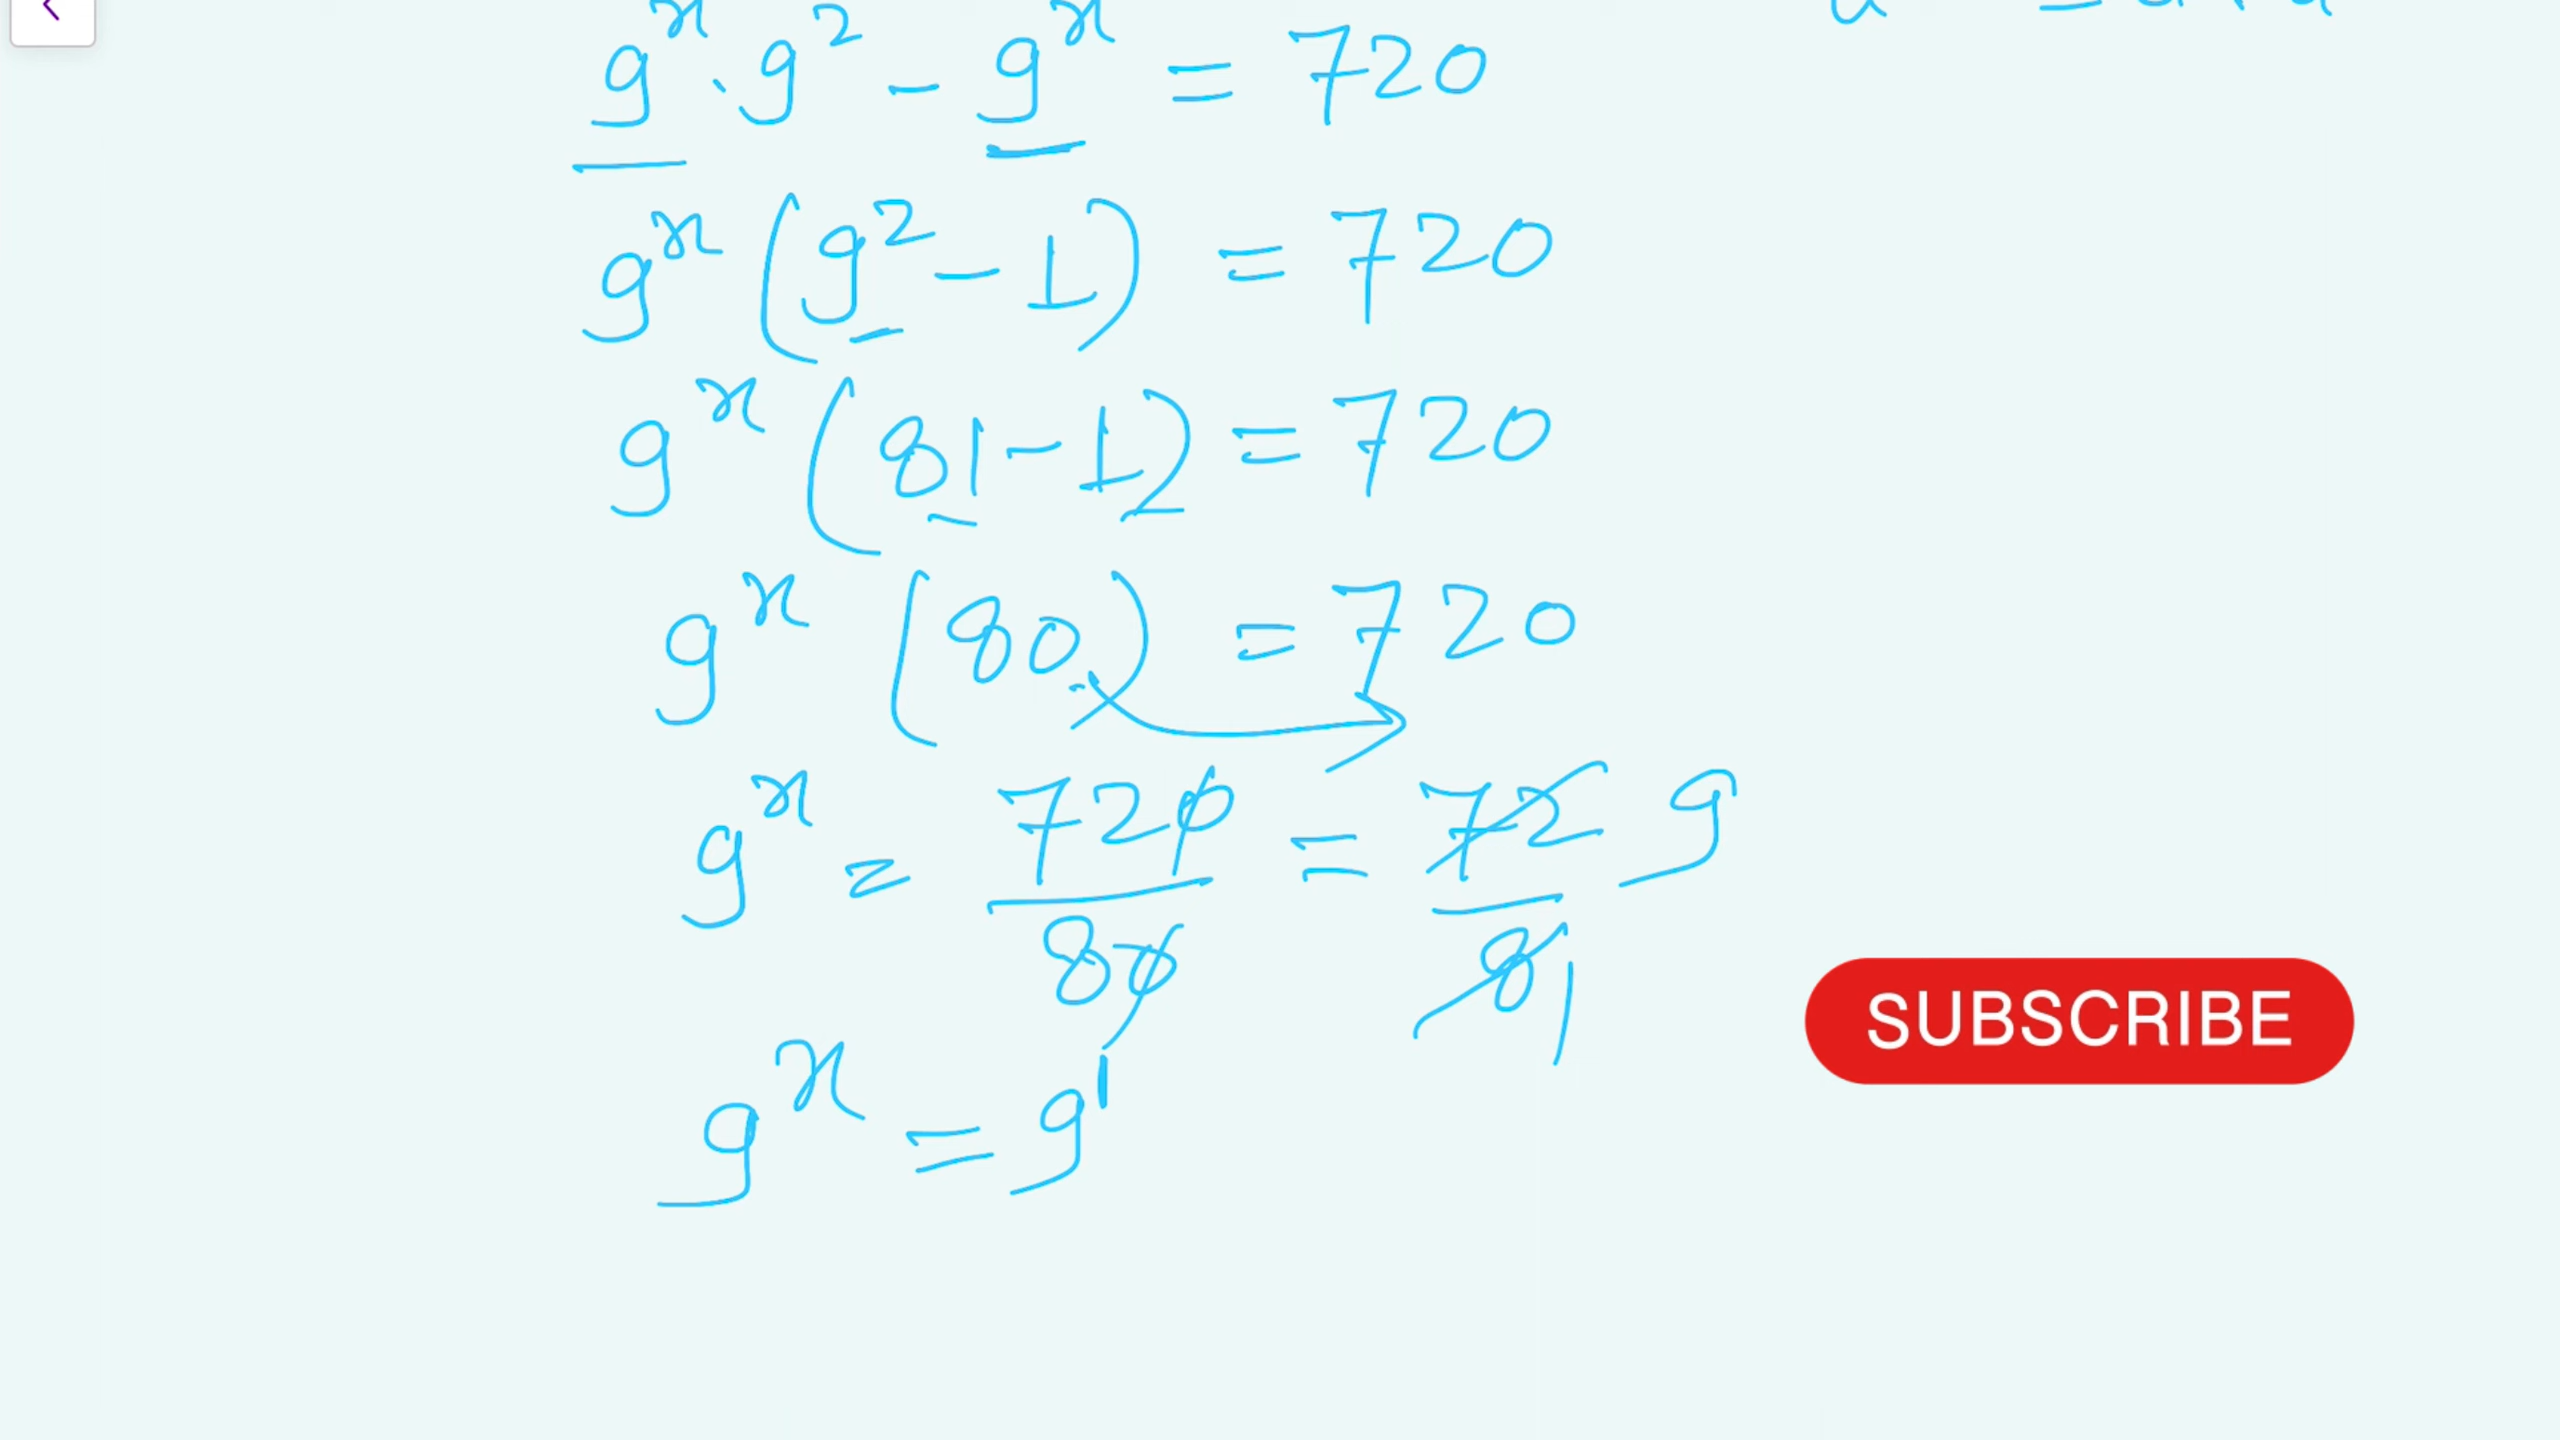 9^x · 9^2 - 9^x = 720
9^x (9^2 - 1) = 720
9^x (81 - 1) = 720
9^x (80) = 720
9^x = 720/80 = 72/8 9
1
9^x = 9^1
SUBSCRIBE